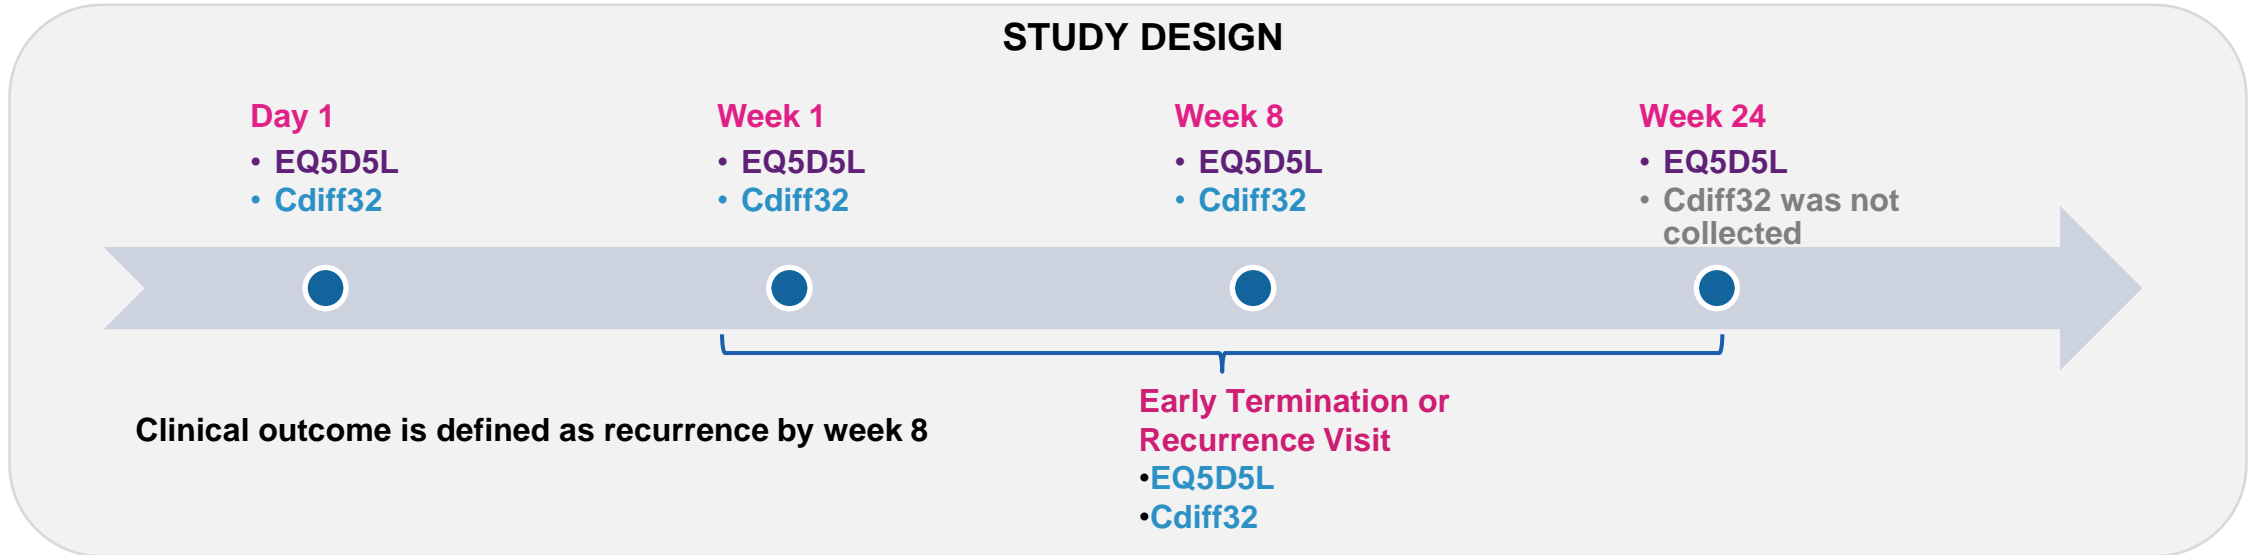 STUDY DESIGN
Day 1
• EQ5D5L
• Cdiff32
Week 1
• EQ5D5L
• Cdiff32
Week 8
• EQ5D5L
• Cdiff32
Week 24
• EQ5D5L
• Cdiff32 was not
collected
Clinical outcome is defined as recurrence by week 8
Early Termination or
Recurrence Visit
•EQ5D5L
•Cdiff32